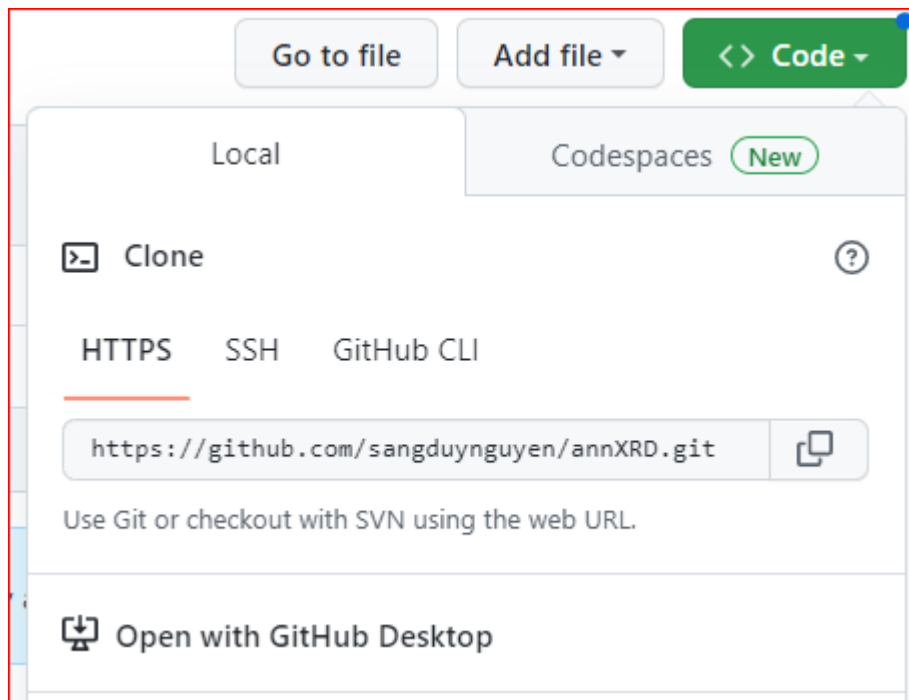 Go to file Add file <> Code
Local Codespaces New
Clone
HTTPS SSH GitHub CLI
https://github.com/sangduynguyen/annXRD.git
Use Git or checkout with SVN using the web URL.
Open with GitHub Desktop